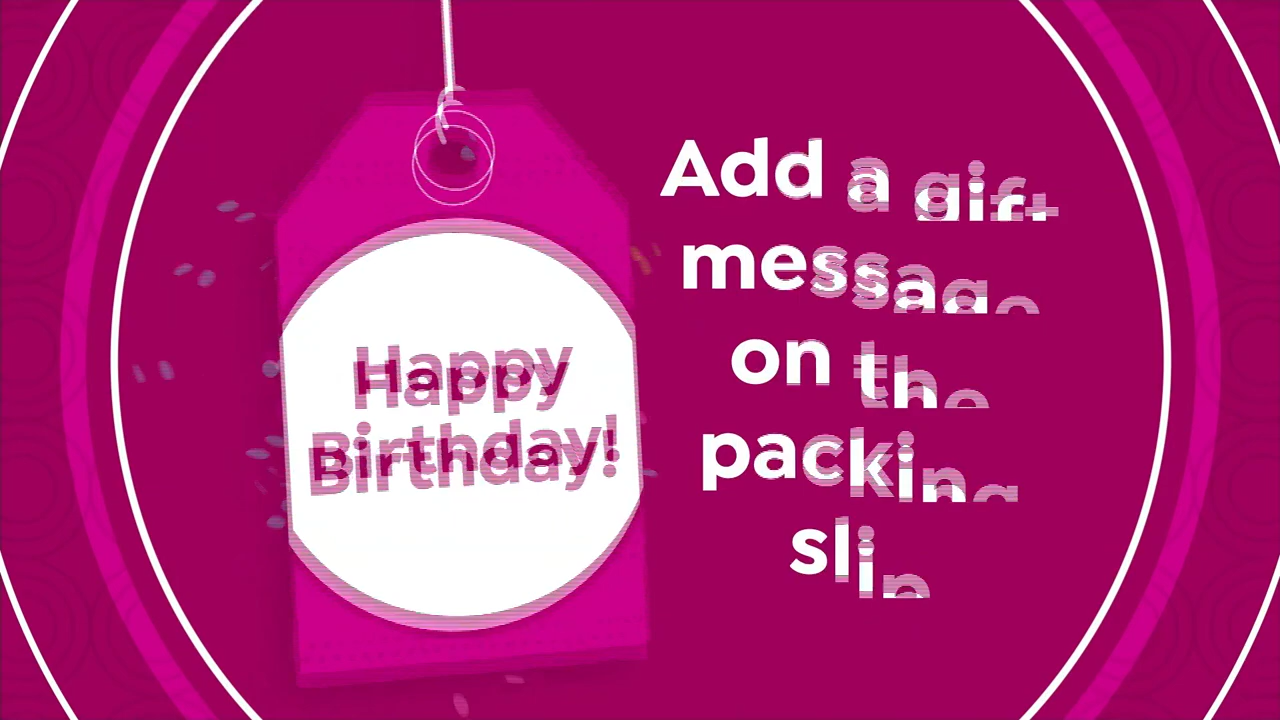 Happy
Birthday!
Add a gift
message
on the
packing
slip